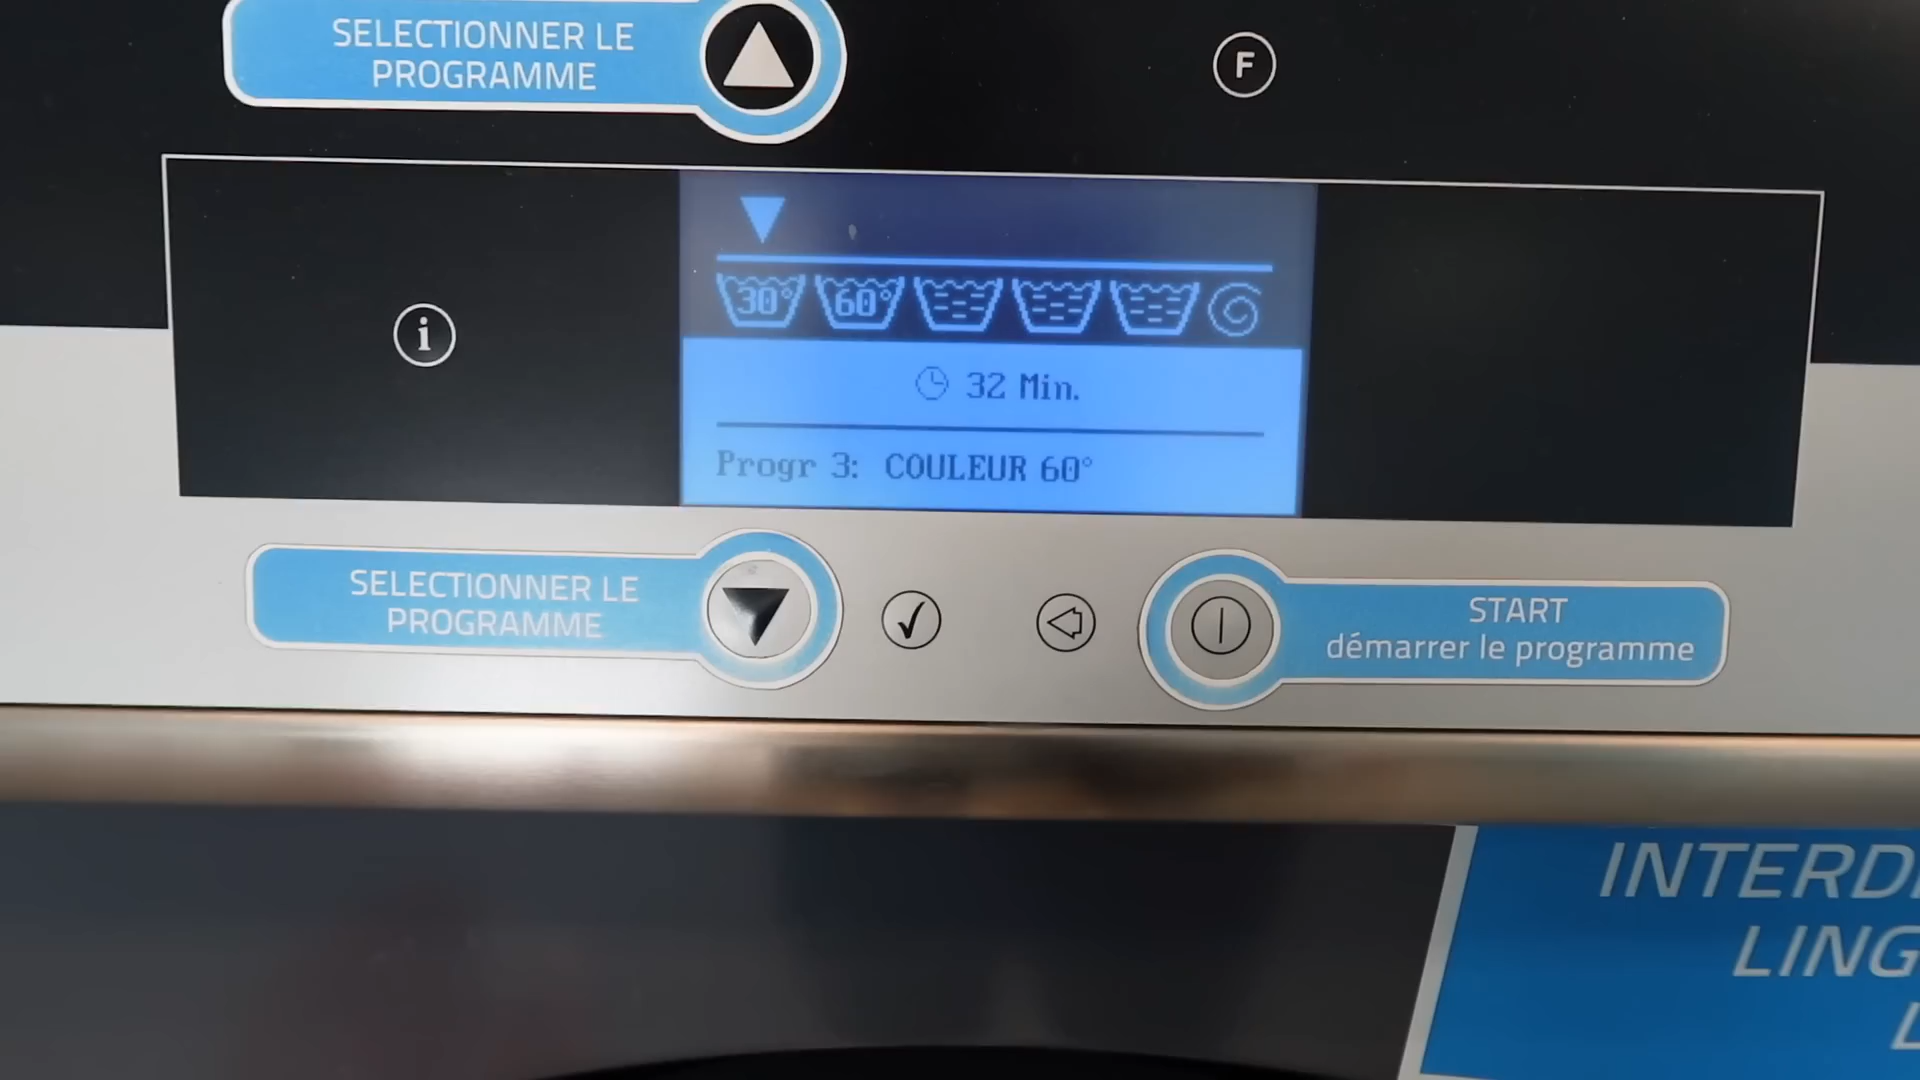 SELECTIONNER LE
PROGRAMME
F
i
30° 60°
32 Min.
Progr 3: COULEUR 60°
SELECTIONNER LE
PROGRAMME
START
démarrer le programme